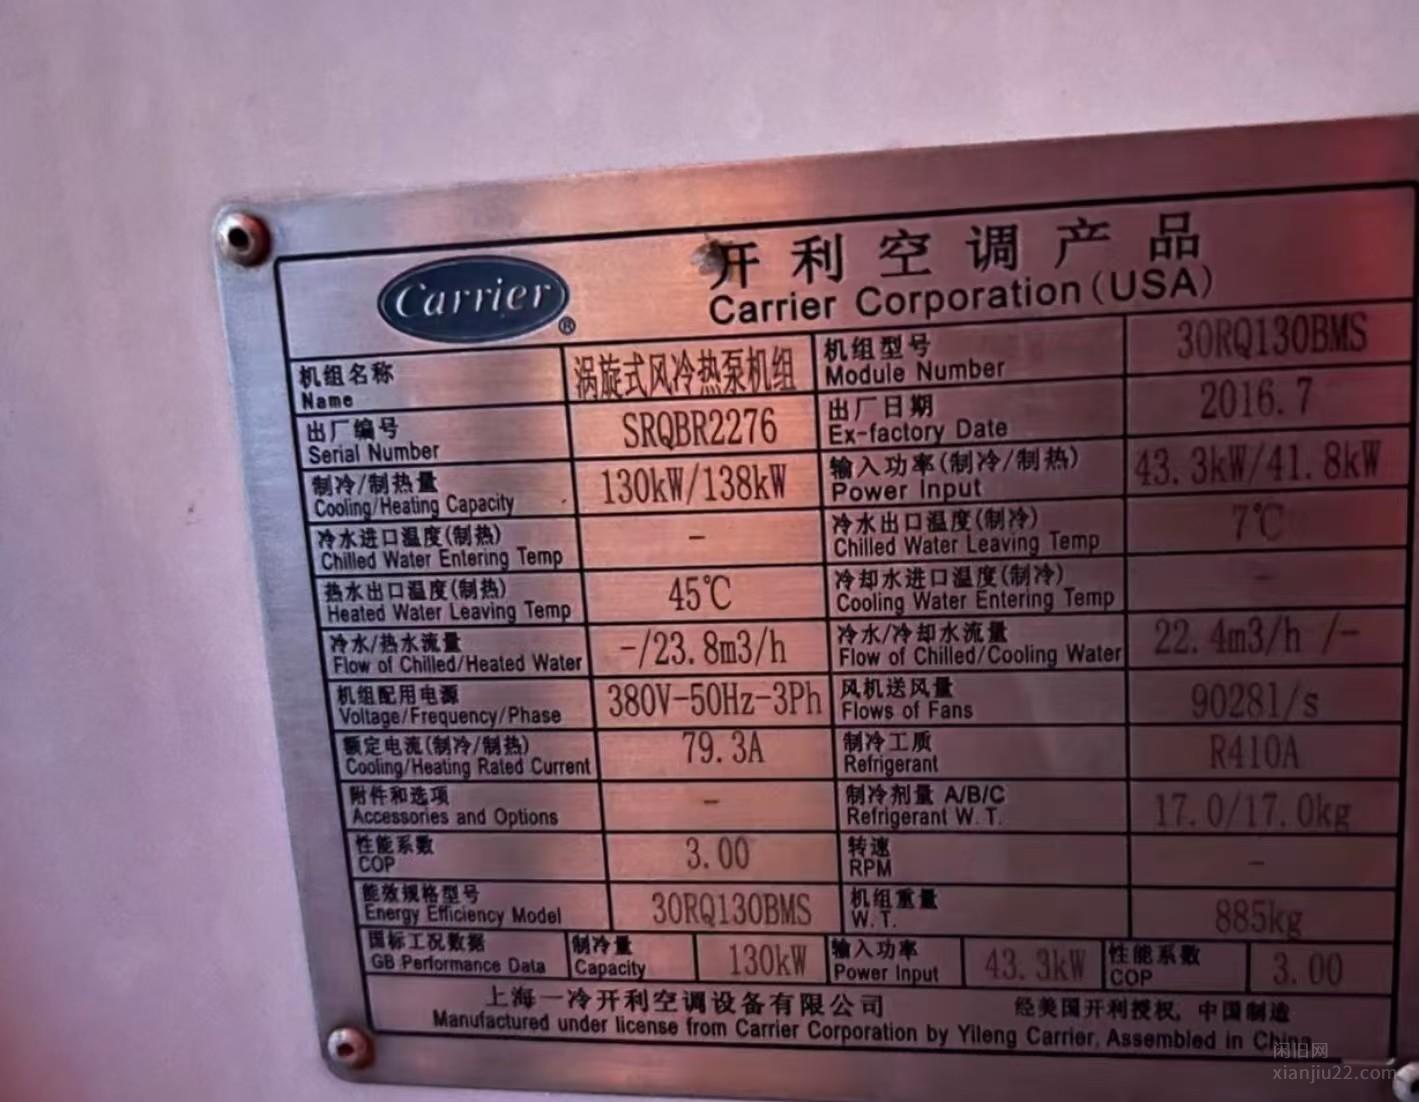 Carrier®
开利空调产品
Carrier Corporation (USA)
机组名称 涡旋式风冷热泵机组 机组型号 30RQ130BMS
Name Module Number
出厂编号 SRQBR2276 出厂日期 2016.7
Serial Number Ex-factory Date
制冷/制热量 130kW/138kW 输入功率(制冷/制热) 43.3kW/41.8kW
Cooling/Heating Capacity Power Input
冷水进口温度(制热) - 冷水出口温度(制冷) 7℃
Chilled Water Entering Temp Chilled Water Leaving Temp
热水出口温度(制热) 45℃ 冷却水进口温度(制冷) -
Heated Water Leaving Temp Cooling Water Entering Temp
冷水/热水流量 -/23.8m3/h 冷水/冷却水流量 22.4m3/h /-
Flow of Chilled/Heated Water Flow of Chilled/Cooling Water
机组配用电源 380V-50Hz-3Ph 风机送风量 9028l/s
Voltage/Frequency/Phase Flows of Fans
额定电流(制冷/制热) 79.3A 制冷工质 R410A
Cooling/Heating Rated Current Refrigerant
附件和选项 - 制冷剂量 A/B/C 17.0/17.0kg
Accessories and Options Refrigerant W.T.
性能系数 3.00 转速 -
COP RPM
能效规格型号 30RQ130BMS 机组重量 885kg
Energy Efficiency Model W.T.
国标工况数据 制冷量 130kW 输入功率 43.3kW 性能系数 3.00
GB Performance Data Capacity Power Input COP
上海一冷开利空调设备有限公司 经美国开利授权, 中国制造
Manufactured under license from Carrier Corporation by Yileng Carrier, Assembled in China
闲旧网
xianjiu22.com